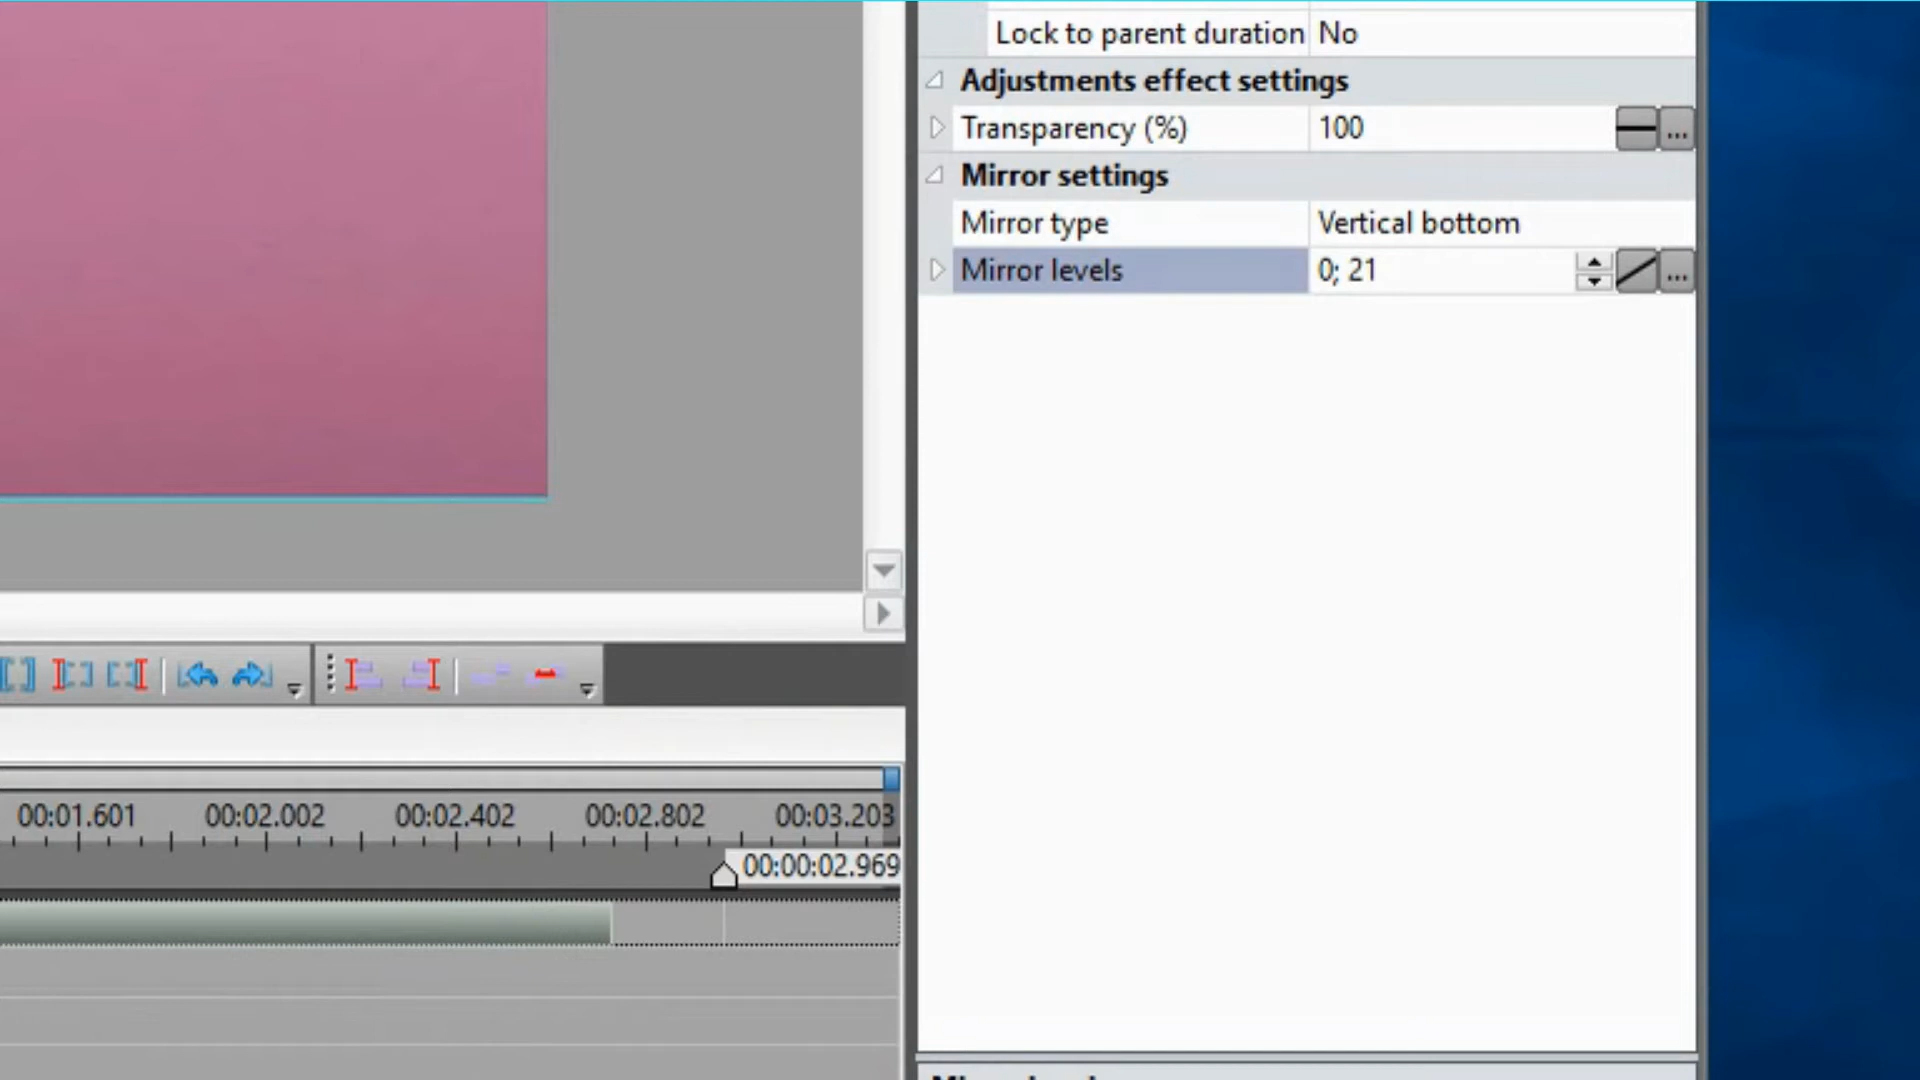 Lock to parent duration No
Adjustments effect settings
Transparency (%) 100 ...
Mirror settings
Mirror type Vertical bottom
Mirror levels 0; 21 ...
00:01.601 00:02.002 00:02.402 00:02.802 00:03.203
00:00:02.969